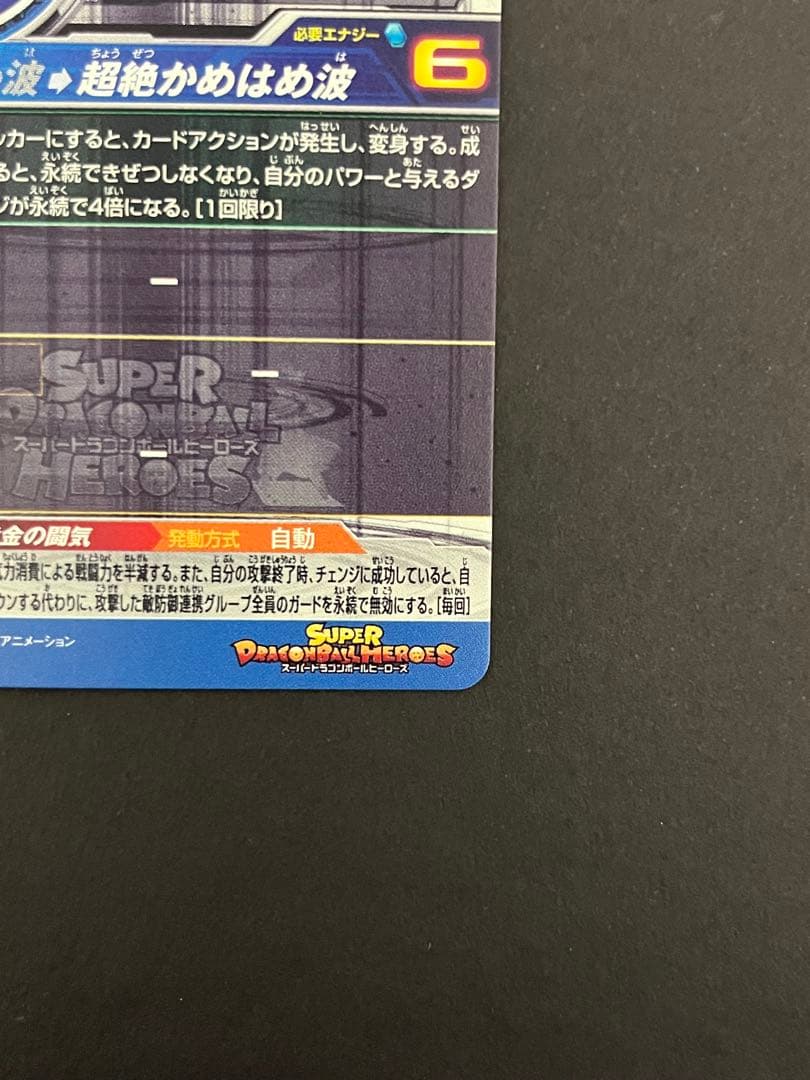 必要エナジー 6
波➡超絶かめはめ波
ッカーにすると、カードアクションが発生し、変身する。成
ると、永続できぜつしなくなり、自分のパワーと与えるダ
ジが永続で4倍になる。[1回限り]
SUPER
DRAGONBALL
スーパードラゴンボールヒーローズ
HEROES
金の闘気 発動方式 自動
力消費による戦闘力を半減する。また、自分の攻撃終了時、チェンジに成功していると、自
ウンする代わりに、攻撃した敵防御連携グループ全員のガードを永続で無効にする。[毎回]
アニメーション
SUPER
DRAGONBALL HEROES
スーパードラゴンボールヒーローズ